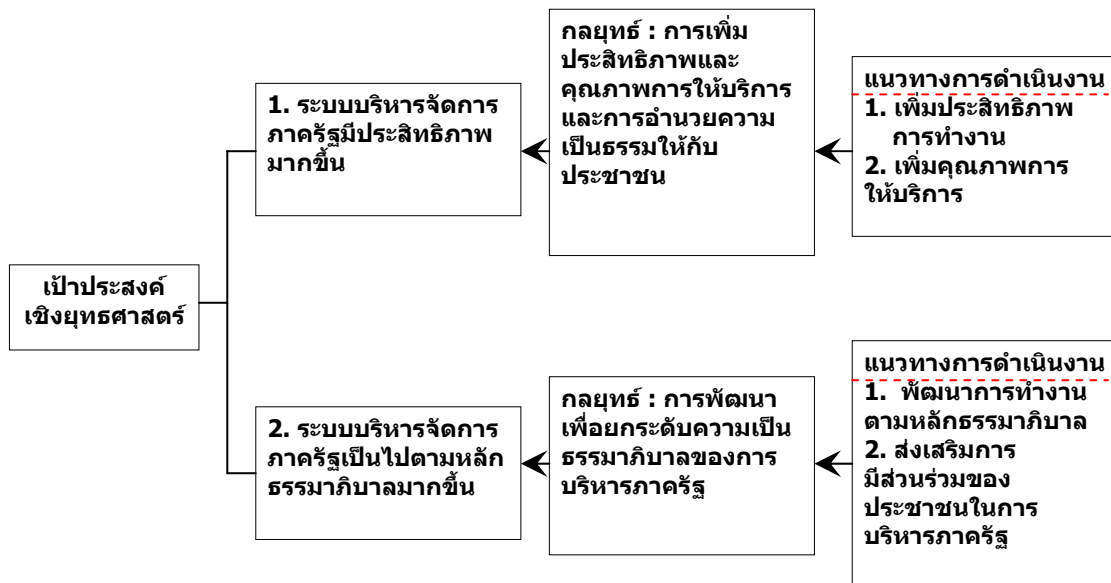 เป้าประสงค์
เชิงยุทธศาสตร์
1. ระบบบริหารจัดการ
ภาครัฐมีประสิทธิภาพ
มากขึ้น
กลยุทธ์ : การเพิ่ม
ประสิทธิภาพและ
คุณภาพการให้บริการ
และการอำนวยความ
เป็นธรรมให้กับ
ประชาชน
แนวทางการดำเนินงาน
1. เพิ่มประสิทธิภาพ
การทำงาน
2. เพิ่มคุณภาพการ
ให้บริการ
2. ระบบบริหารจัดการ
ภาครัฐเป็นไปตามหลัก
ธรรมาภิบาลมากขึ้น
กลยุทธ์ : การพัฒนา
เพื่อยกระดับความเป็น
ธรรมาภิบาลของการ
บริหารภาครัฐ
แนวทางการดำเนินงาน
1. พัฒนาการทำงาน
ตามหลักธรรมาภิบาล
2. ส่งเสริมการ
มีส่วนร่วมของ
ประชาชนในการ
บริหารภาครัฐ